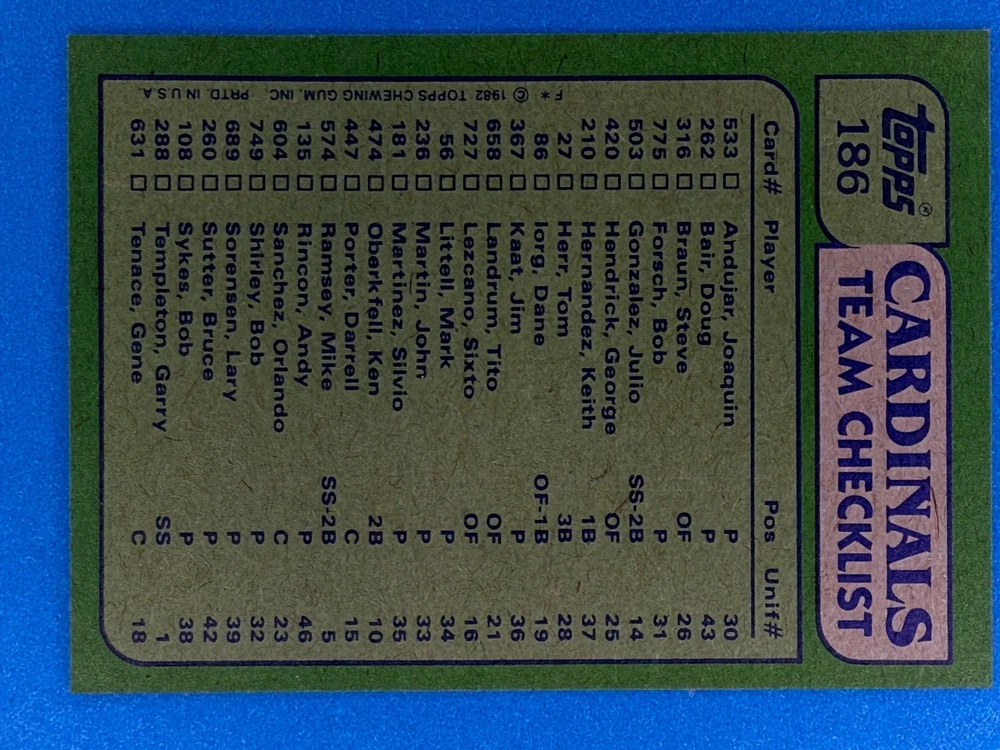 topps®
186
CARDINALS
TEAM CHECKLIST
Card# Player Pos Unif#
533 □ Andujar, Joaquin P 30
262 □ Bair, Doug P 43
316 □ Braun, Steve OF 26
775 □ Forsch, Bob P 31
503 □ Gonzalez, Julio SS-2B 14
420 □ Hendrick, George OF 25
210 □ Hernandez, Keith 1B 37
27 □ Herr, Tom 3B 28
86 □ Iorg, Dane OF-1B 19
367 □ Kaat, Jim P 36
658 □ Landrum, Tito OF 21
727 □ Lezcano, Sixto OF 16
56 □ Littell, Mark P 34
236 □ Martin, John P 33
181 □ Martinez, Silvio P 35
474 □ Oberkfell, Ken 2B 10
447 □ Porter, Darrell C 15
574 □ Ramsey, Mike SS-2B 5
135 □ Rincon, Andy P 46
604 □ Sanchez, Orlando C 23
749 □ Shirley, Bob P 32
689 □ Sorensen, Lary P 39
260 □ Sutter, Bruce P 42
108 □ Sykes, Bob P 38
288 □ Templeton, Garry SS 1
631 □ Tenace, Gene C 18
F* © 1982 TOPPS CHEWING GUM, INC. PRTD. IN U.S.A.